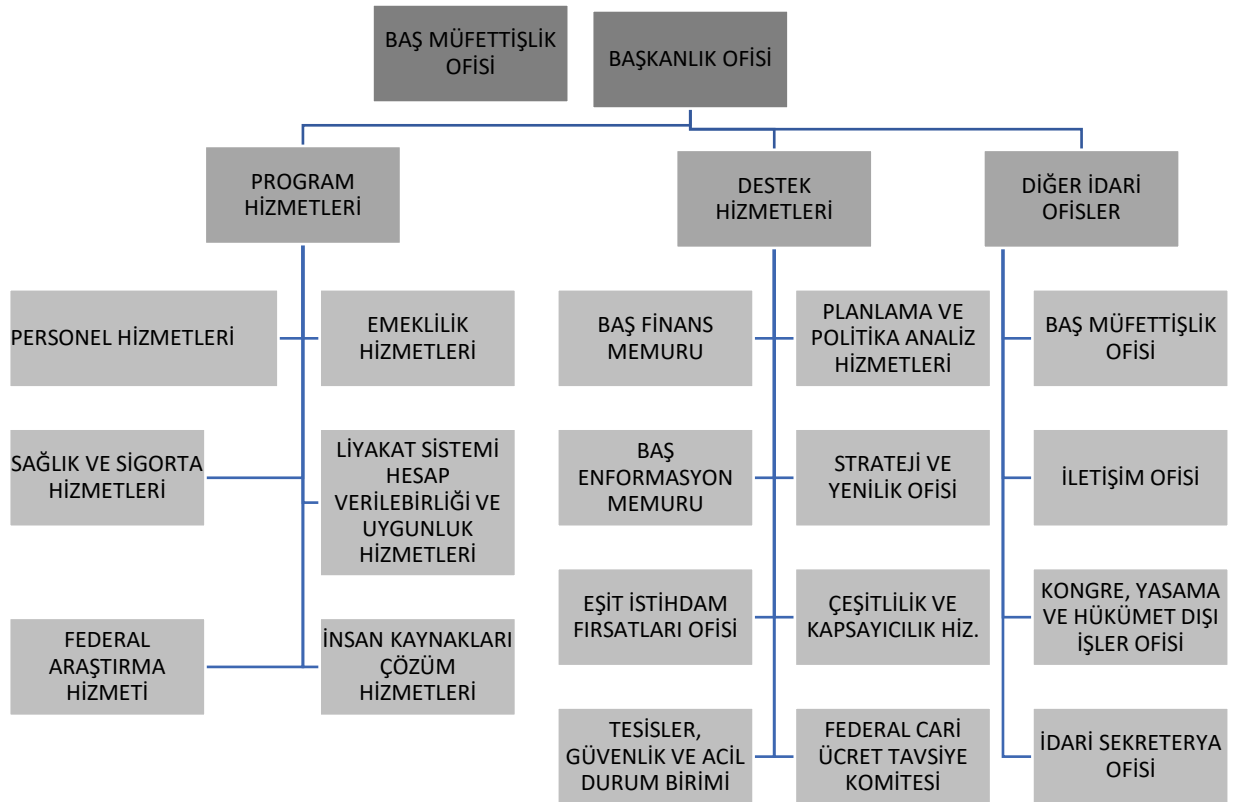 BAŞ MÜFETTİŞLİK
OFİSİ
BAŞKANLIK OFİSİ
PROGRAM
HİZMETLERİ
DESTEK
HİZMETLERİ
DİĞER İDARİ
OFİSLER
PERSONEL HİZMETLERİ
EMEKLİLİK
HİZMETLERİ
SAĞLIK VE SİGORTA
HİZMETLERİ
LİYAKAT SİSTEMİ
HESAP
VERİLEBİRLİĞİ VE
UYGUNLUK
HİZMETLERİ
FEDERAL
ARAŞTIRMA
HİZMETİ
İNSAN KAYNAKLARI
ÇÖZÜM
HİZMETLERİ
BAŞ FİNANS
MEMURU
PLANLAMA VE
POLİTİKA ANALİZ
HİZMETLERİ
BAŞ
ENFORMASYON
MEMURU
STRATEJİ VE
YENİLİK OFİSİ
EŞİT İSTİHDAM
FIRSATLARI OFİSİ
ÇEŞİTLİLİK VE
KAPSAYICILIK HİZ.
TESİSLER,
GÜVENLİK VE ACİL
DURUM BİRİMİ
FEDERAL CARİ
ÜCRET TAVSİYE
KOMİTESİ
BAŞ MÜFETTİŞLİK
OFİSİ
İLETİŞİM OFİSİ
KONGRE, YASAMA
VE HÜKÜMET DIŞI
İŞLER OFİSİ
İDARİ SEKRETERYA
OFİSİ